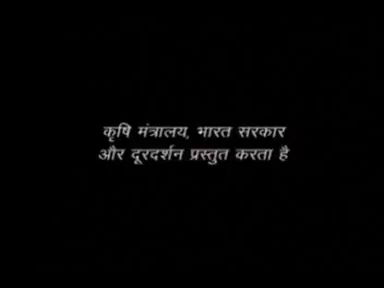 कृषि मंत्रालय, भारत सरकार
और दूरदर्शन प्रस्तुत करता है